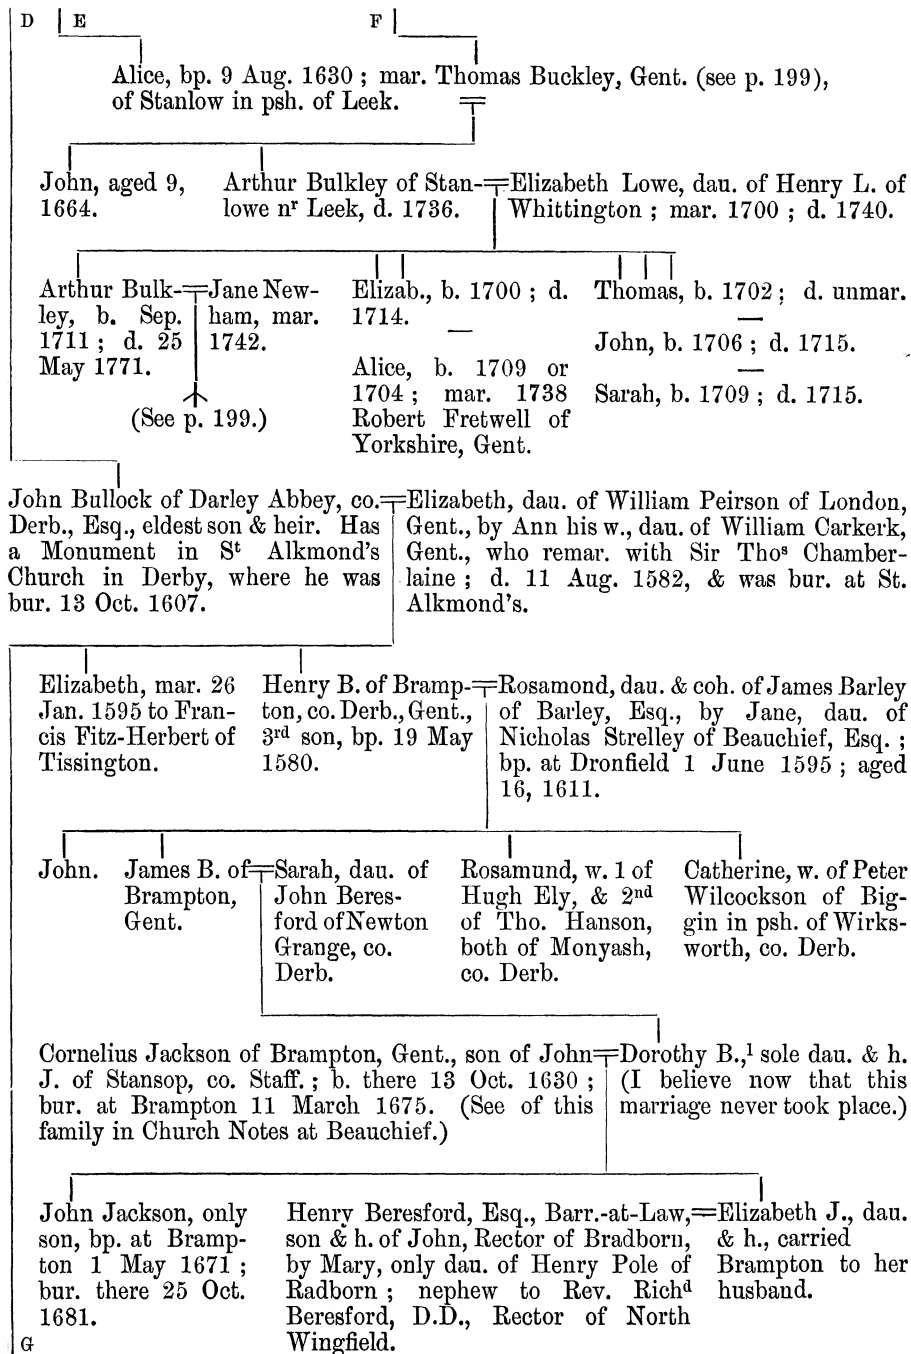 D E F
Alice, bp. 9 Aug. 1630 ; mar. Thomas Buckley, Gent. (see p. 199),
of Stanlow in psh. of Leek.
John, aged 9,
1664.
Arthur Bulkley of Stan-
lowe nʳ Leek, d. 1736.
Elizabeth Lowe, dau. of Henry L. of
Whittington ; mar. 1700 ; d. 1740.
Arthur Bulk-
ley, b. Sep.
1711 ; d. 25
May 1771.
Jane New-
ham, mar.
1742.
(See p. 199.)
Elizab., b. 1700 ; d.
1714.
Alice, b. 1709 or
1704 ; mar. 1738
Robert Fretwell of
Yorkshire, Gent.
Thomas, b. 1702 ; d. unmar.
John, b. 1706 ; d. 1715.
Sarah, b. 1709 ; d. 1715.
John Bullock of Darley Abbey, co.
Derb., Esq., eldest son & heir. Has
a Monument in Sᵗ Alkmond's
Church in Derby, where he was
bur. 13 Oct. 1607.
Elizabeth, dau. of William Peirson of London,
Gent., by Ann his w., dau. of William Carkerk,
Gent., who remar. with Sir Thoˢ Chamber-
laine ; d. 11 Aug. 1582, & was bur. at St.
Alkmond's.
Elizabeth, mar. 26
Jan. 1595 to Fran-
cis Fitz-Herbert of
Tissington.
Henry B. of Bramp-
ton, co. Derb., Gent.,
3ʳᵈ son, bp. 19 May
1580.
Rosamond, dau. & coh. of James Barley
of Barley, Esq., by Jane, dau. of
Nicholas Strelley of Beauchief, Esq. ;
bp. at Dronfield 1 June 1595 ; aged
16, 1611.
John.
James B. of
Brampton,
Gent.
Sarah, dau. of
John Beres-
ford of Newton
Grange, co.
Derb.
Rosamund, w. 1 of
Hugh Ely, & 2ⁿᵈ
of Tho. Hanson,
both of Monyash,
co. Derb.
Catherine, w. of Peter
Wilcockson of Big-
gin in psh. of Wirks-
worth, co. Derb.
Cornelius Jackson of Brampton, Gent., son of John
J. of Stansop, co. Staff. ; b. there 13 Oct. 1630 ;
bur. at Brampton 11 March 1675. (See of this
family in Church Notes at Beauchief.)
Dorothy B.,¹ sole dau. & h.
(I believe now that this
marriage never took place.)
John Jackson, only
son, bp. at Bramp-
ton 1 May 1671 ;
bur. there 25 Oct.
1681.
Henry Beresford, Esq., Barr.-at-Law,
son & h. of John, Rector of Bradborn,
by Mary, only dau. of Henry Pole of
Radborn ; nephew to Rev. Richᵈ
Beresford, D.D., Rector of North
Wingfield.
Elizabeth J., dau.
& h., carried
Brampton to her
husband.
G